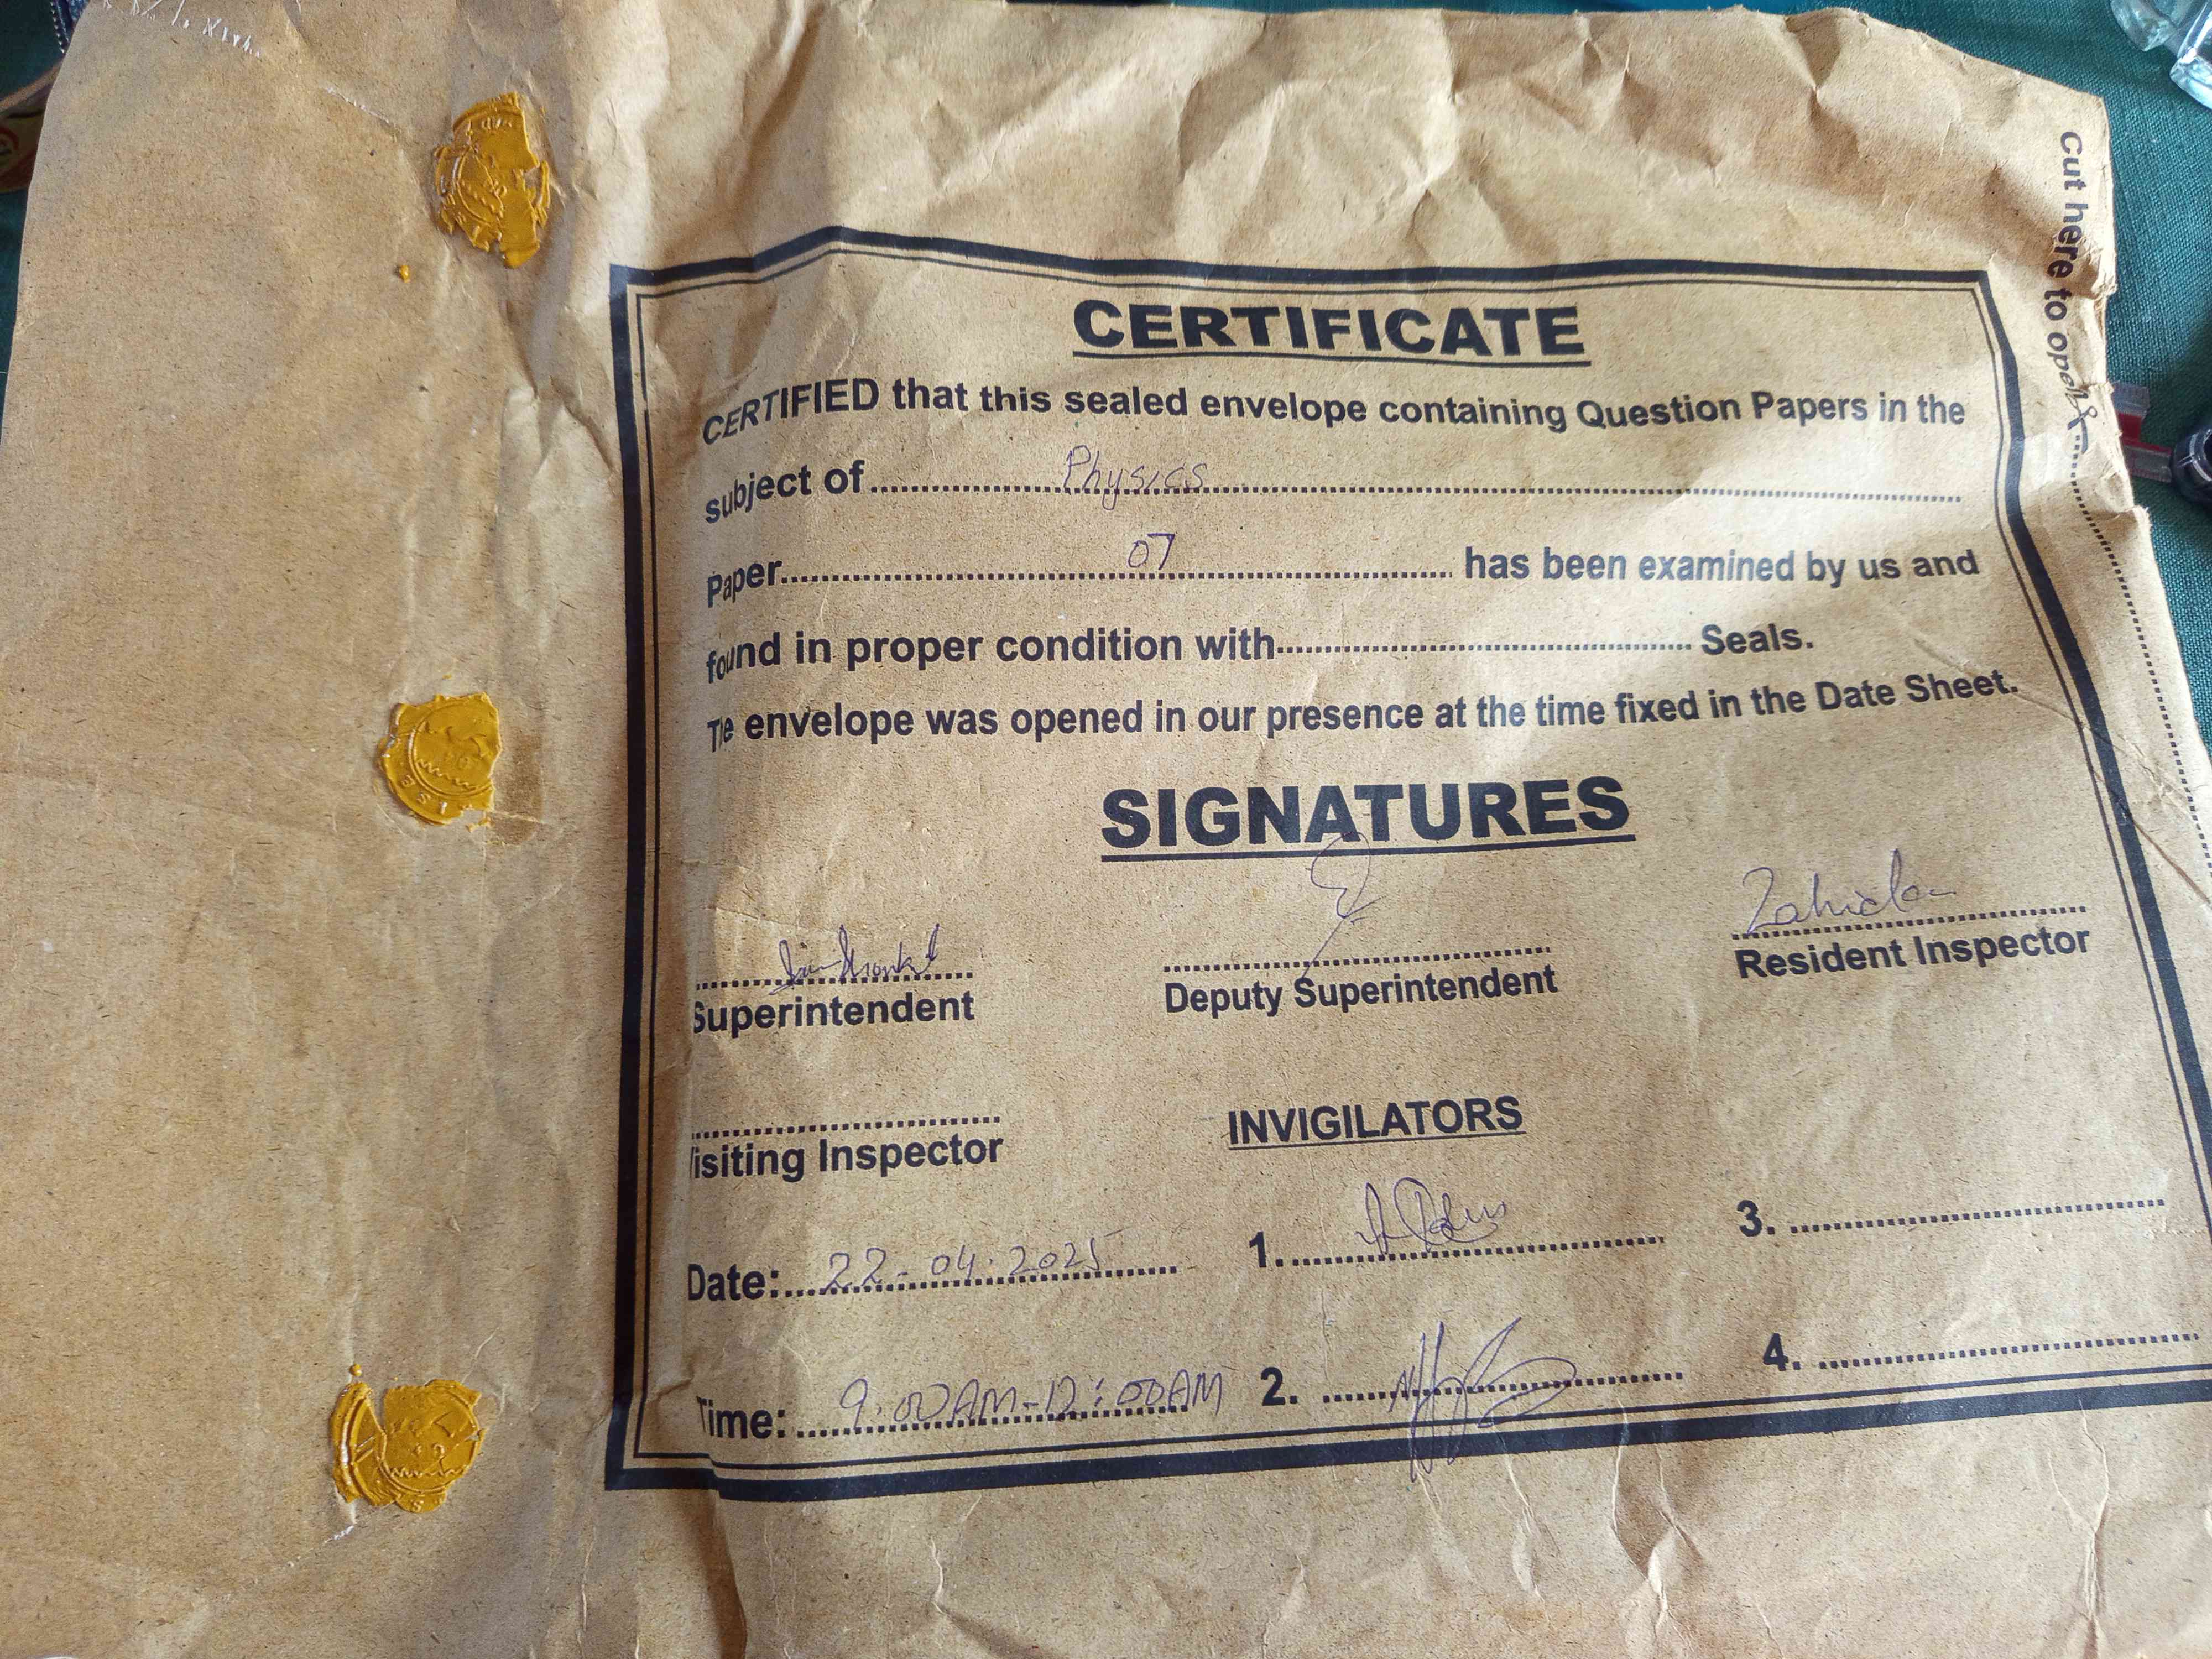 Cut here to open
CERTIFICATE
CERTIFIED that this sealed envelope containing Question Papers in the
subject of Physics
Paper 07 has been examined by us and
found in proper condition with Seals.
The envelope was opened in our presence at the time fixed in the Date Sheet.
SIGNATURES
Zahida
Superintendent Deputy Superintendent Resident Inspector
isiting Inspector INVIGILATORS
Date: 22-04-2025 1. 3.
Time: 9:00AM-12:00AM 2. 4.